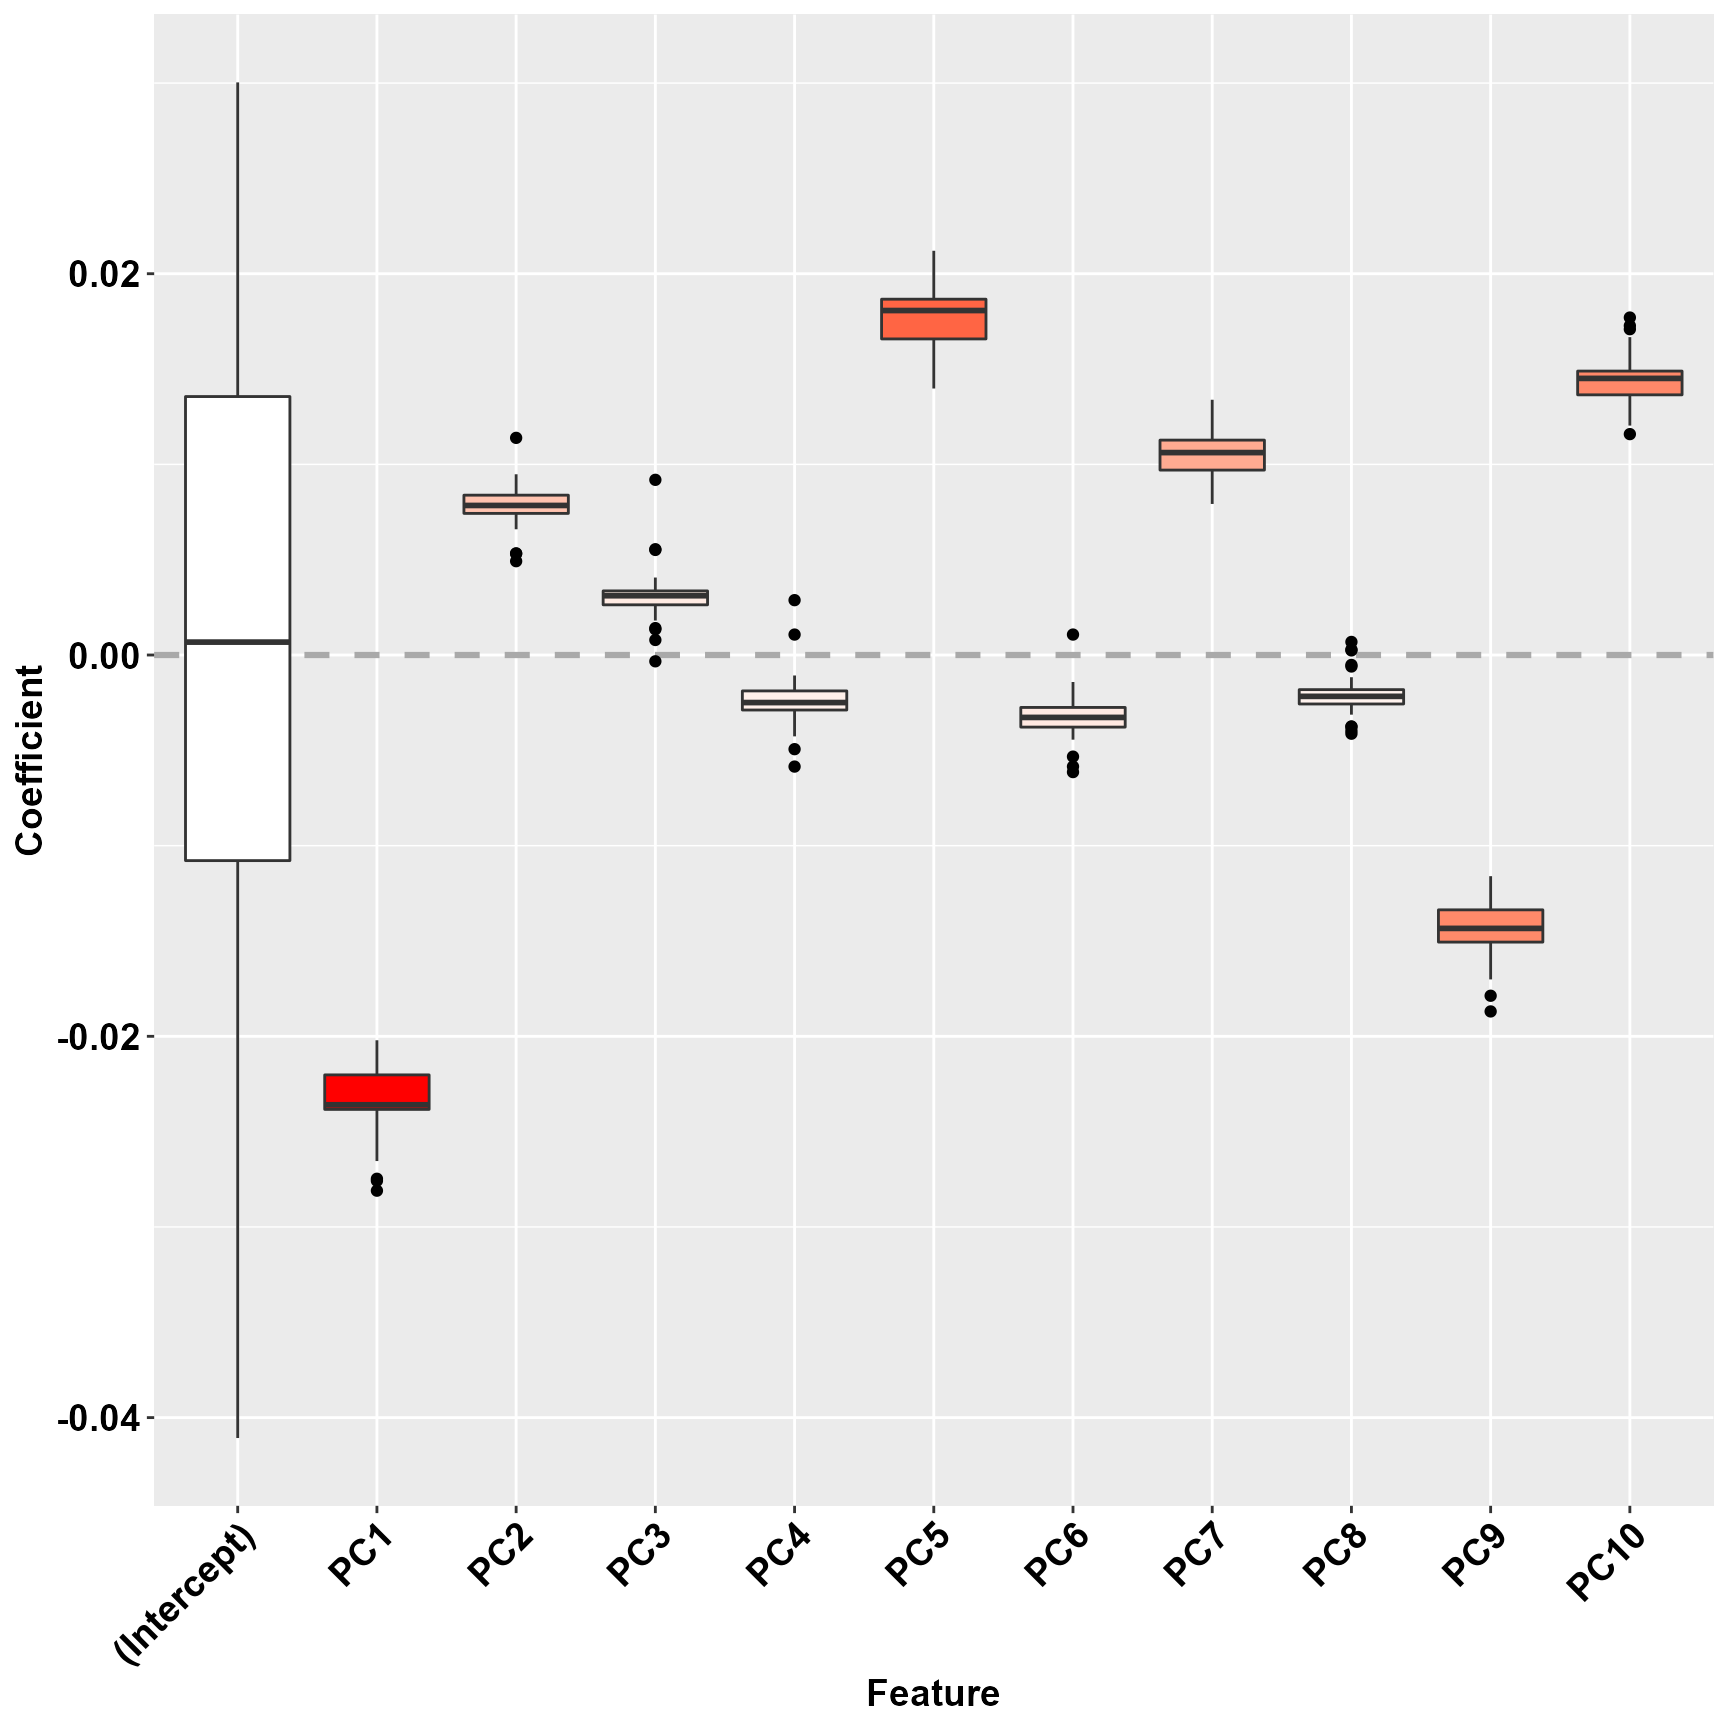 Coefficient
0.02
0.00
-0.02
-0.04
(Intercept)
PC1
PC2
PC3
PC4
PC5
PC6
PC7
PC8
PC9
PC10
Feature